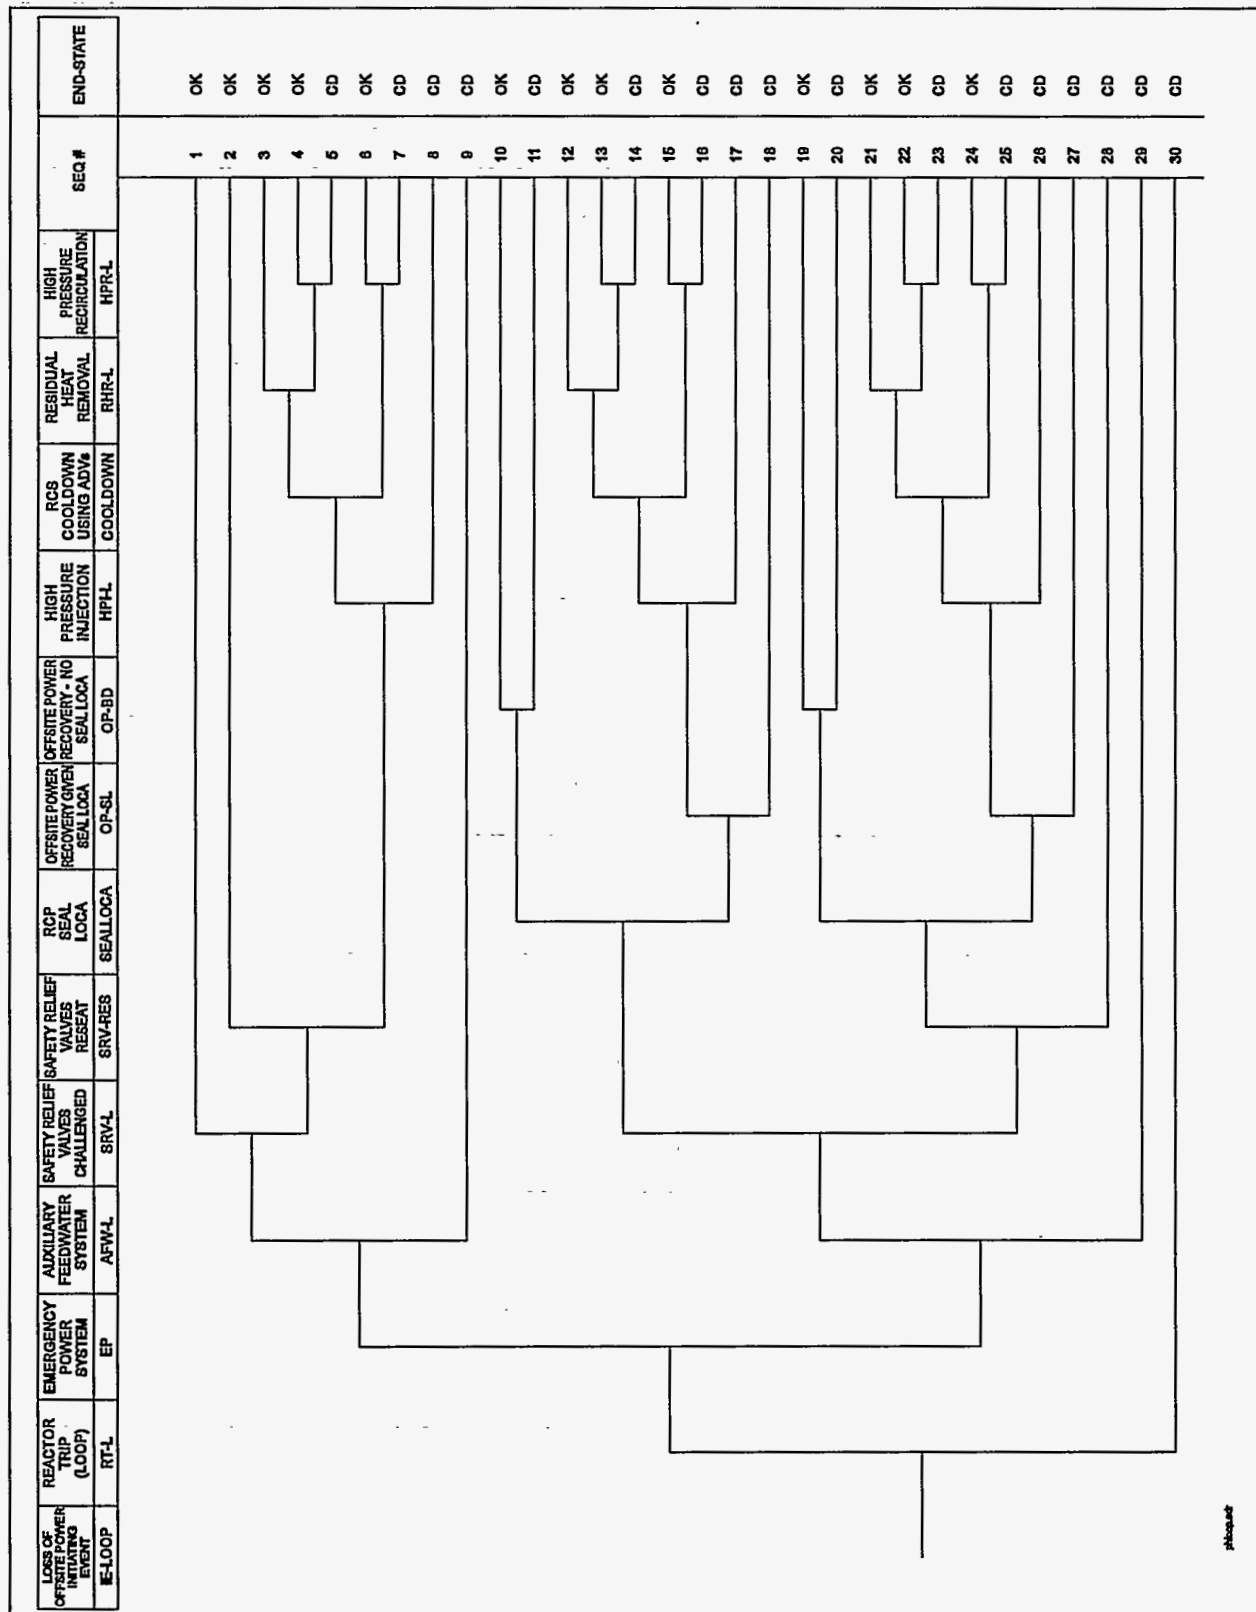 LOSS OF
OFFSITE POWER
INITIATING
EVENT
IE-LOOP
REACTOR
TRIP
(LOOP)
RT-L
EMERGENCY
POWER
SYSTEM
EP
AUXILIARY
FEEDWATER
SYSTEM
AFW-L
SAFETY RELIEF
VALVES
CHALLENGED
SRV-L
SAFETY RELIEF
VALVES
RESEAT
SRV-RES
RCP
SEAL
LOCA
SEALLOCA
OFFSITE POWER
RECOVERY GIVEN
SEAL LOCA
OP-SL
OFFSITE POWER
RECOVERY - NO
SEAL LOCA
OP-BD
HIGH
PRESSURE
INJECTION
HPI-L
RCS
COOLDOWN
USING ADVs
COOLDOWN
RESIDUAL
HEAT
REMOVAL
RHR-L
HIGH
PRESSURE
RECIRCULATION
HPR-L
SEQ #
END-STATE
1 OK
2 OK
3 OK
4 OK
5 CD
6 OK
7 CD
8 CD
9 CD
10 OK
11 CD
12 OK
13 OK
14 CD
15 OK
16 CD
17 CD
18 CD
19 OK
20 CD
21 OK
22 OK
23 CD
24 OK
25 CD
26 CD
27 CD
28 CD
29 CD
30 CD